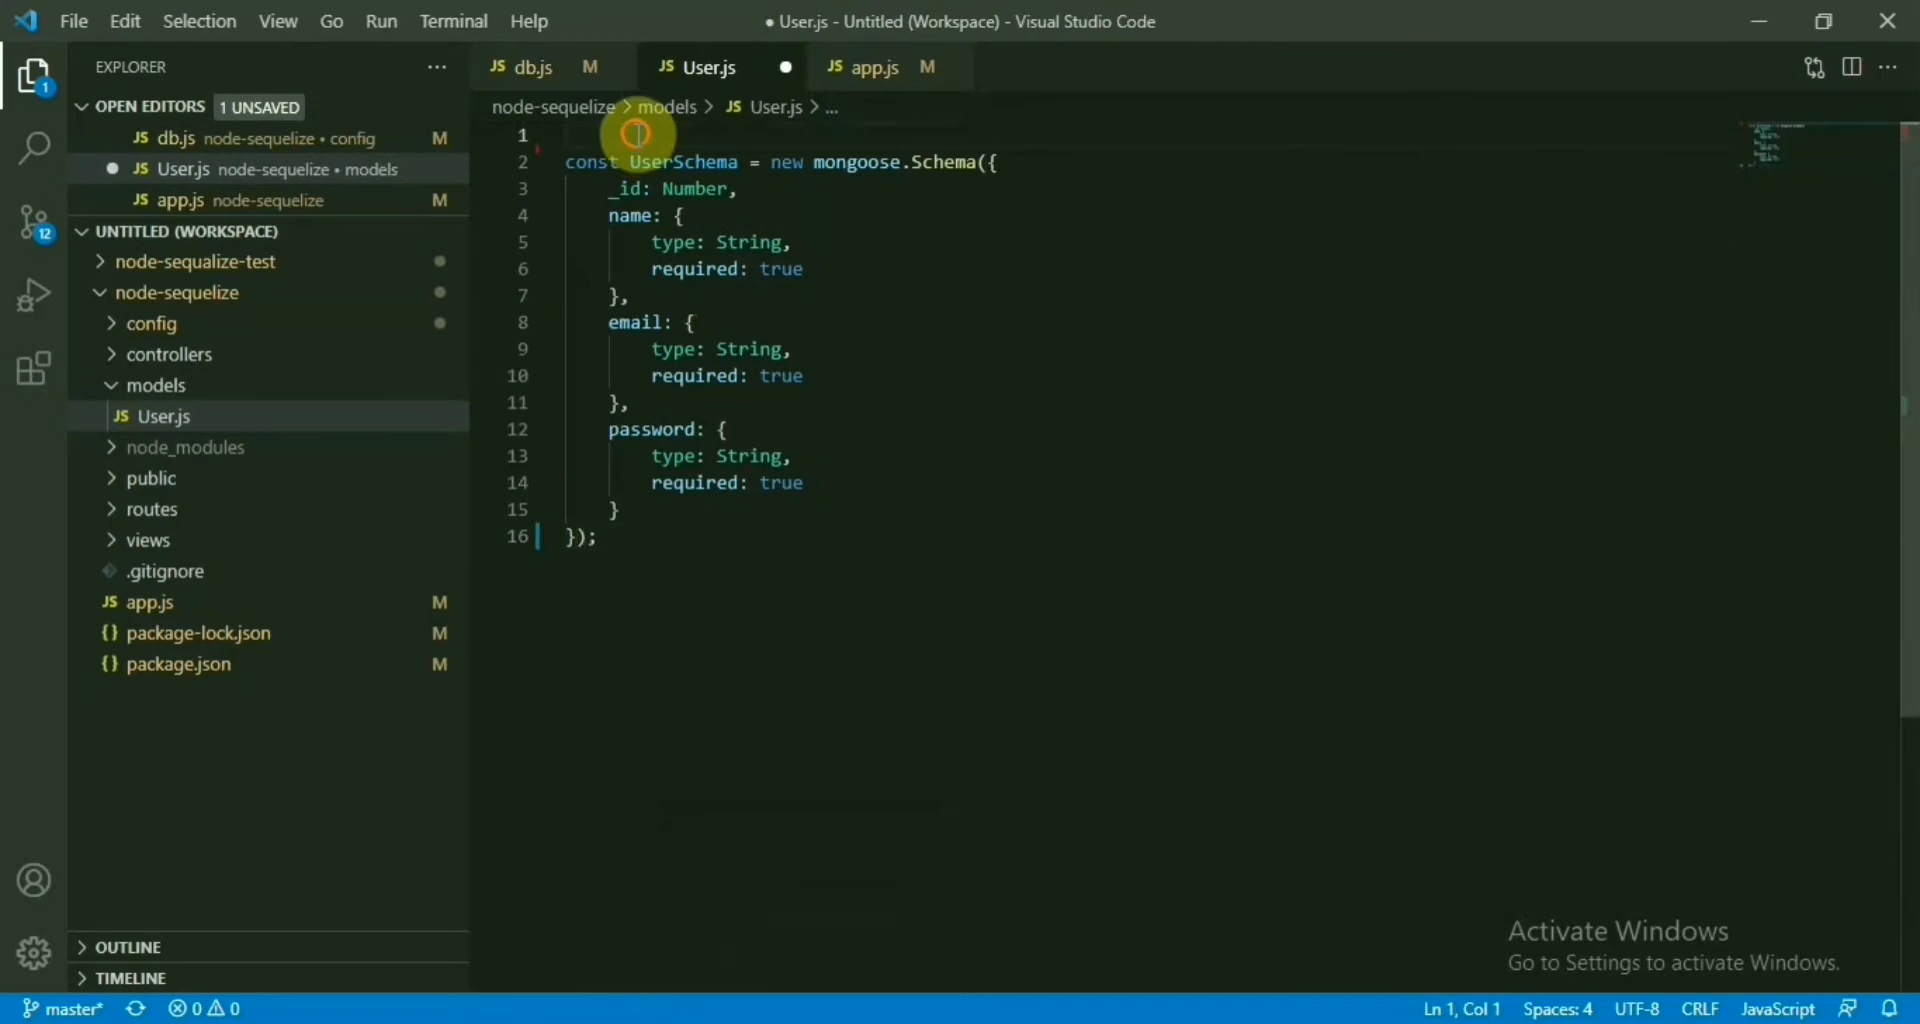 File Edit Selection View Go Run Terminal Help ● User.js - Untitled (Workspace) - Visual Studio Code
EXPLORER ...
JS db.js M JS User.js ● JS app.js M
OPEN EDITORS 1 UNSAVED
node-sequelize > models > JS User.js > ...
JS db.js node-sequelize • config M
● JS User.js node-sequelize • models
JS app.js node-sequelize M
UNTITLED (WORKSPACE)
node-sequalize-test
node-sequelize
config
controllers
models
JS User.js
node_modules
public
routes
views
.gitignore
JS app.js M
{} package-lock.json M
{} package.json M
OUTLINE
TIMELINE
1
12
1
2 const UserSchema = new mongoose.Schema({
3 _id: Number,
4 name: {
5 type: String,
6 required: true
7 },
8 email: {
9 type: String,
10 required: true
11 },
12 password: {
13 type: String,
14 required: true
15 }
16 });
Activate Windows
Go to Settings to activate Windows.
master* 0 0 Ln 1, Col 1 Spaces: 4 UTF-8 CRLF JavaScript